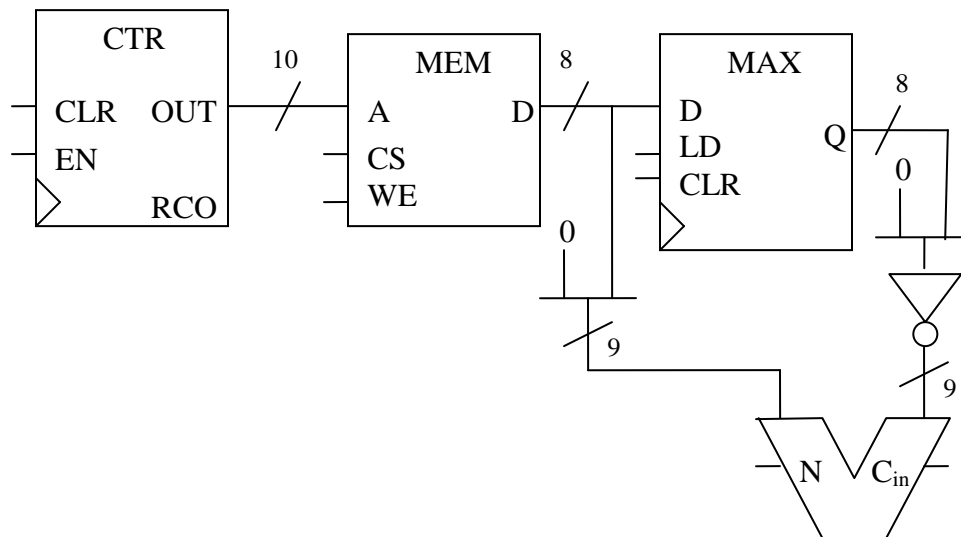 CTR
CLR OUT
EN
RCO
10
MEM
A D
CS
WE
8
MAX
D
Q
LD
CLR
8
0
0
9
9
N Cin